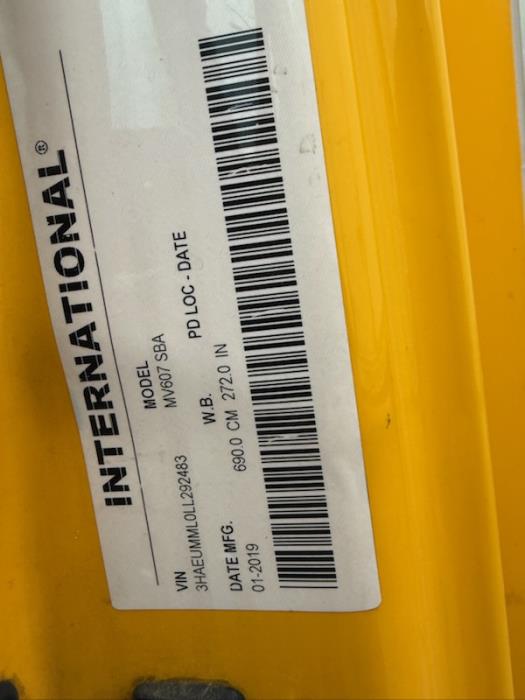 INTERNATIONAL®
MODEL
MV607 SBA
VIN
3HAEUMML0LL292483
W.B.
PD LOC - DATE
690.0 CM 272.0 IN
DATE MFG.
01-2019